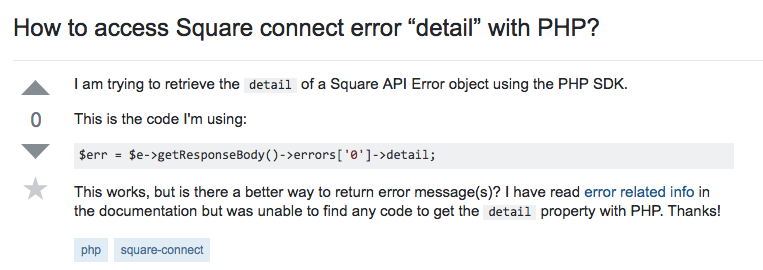 How to access Square connect error “detail” with PHP?
I am trying to retrieve the detail of a Square API Error object using the PHP SDK.
0
This is the code I'm using:
$err = $e->getResponseBody()->errors['0']->detail;
This works, but is there a better way to return error message(s)? I have read error related info in
the documentation but was unable to find any code to get the detail property with PHP. Thanks!
php square-connect